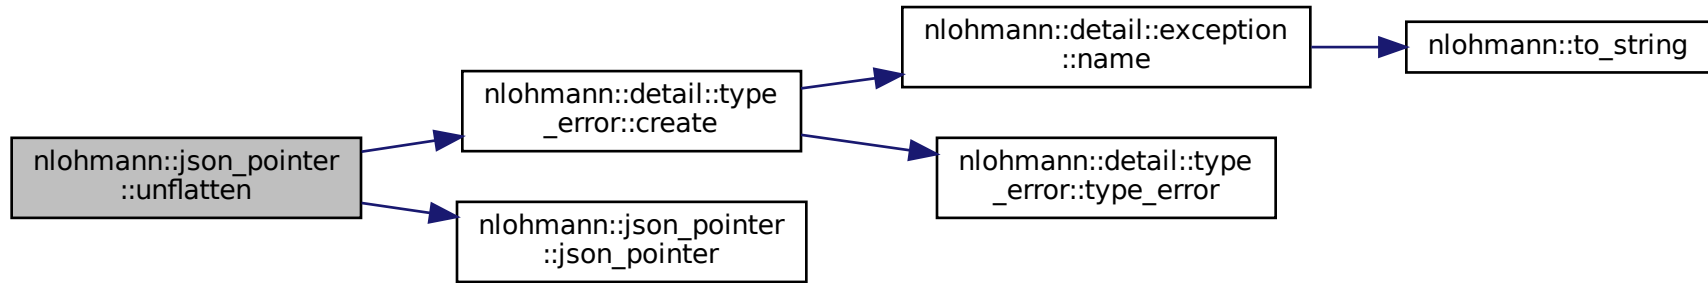 nlohmann::json_pointer
::unflatten
nlohmann::detail::type
_error::create
nlohmann::json_pointer
::json_pointer
nlohmann::detail::exception
::name
nlohmann::detail::type
_error::type_error
nlohmann::to_string